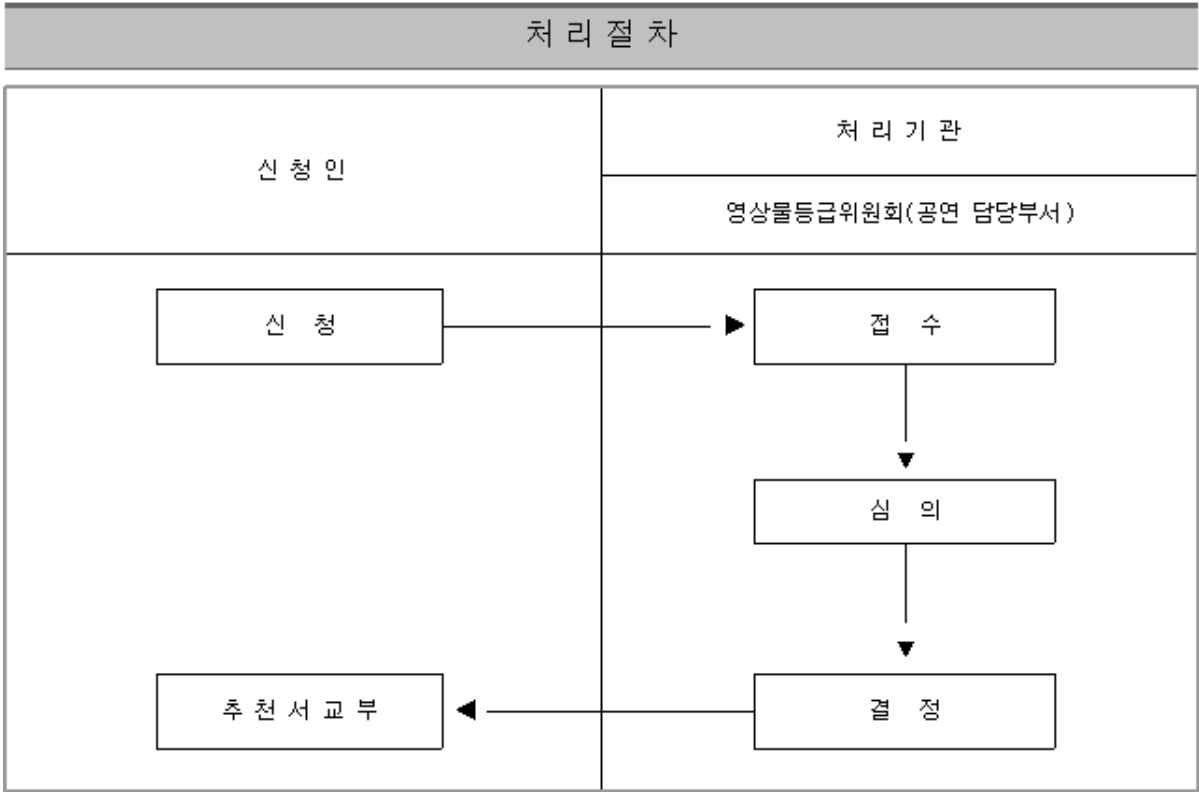 처 리 절 차
신 청 인
처 리 기 관
영상물등급위원회(공연 담당부서)
신 청
접 수
심 의
추 천 서 교 부
결 정